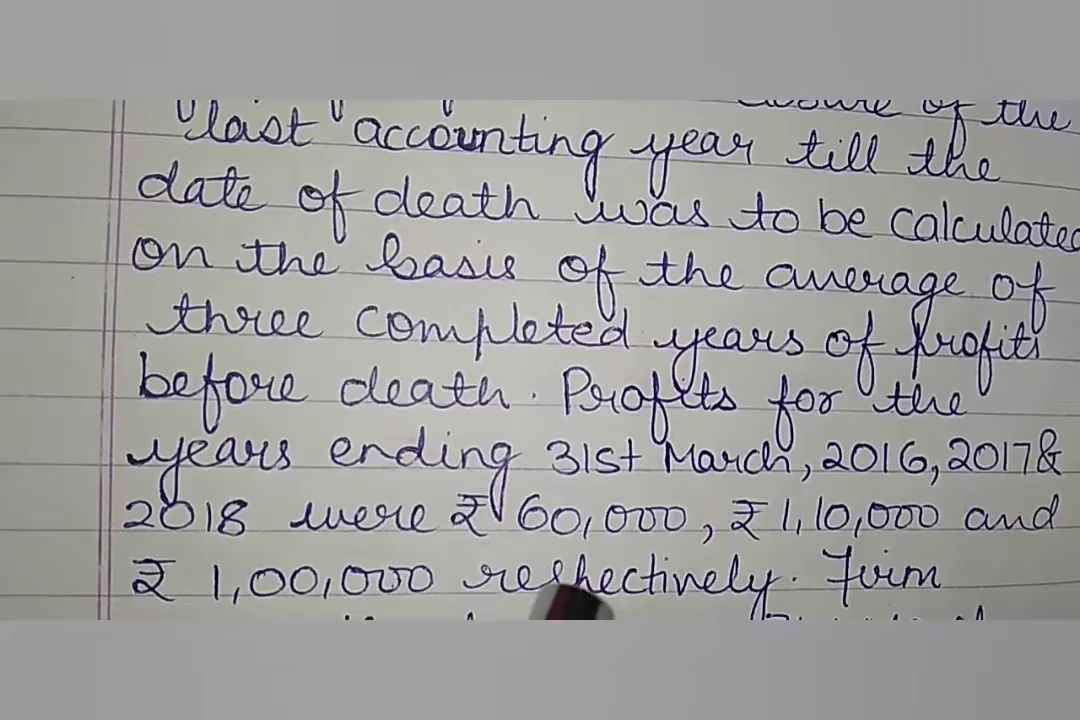 of the
last accounting year till the
date of death was to be calculated
on the basis of the average of
three completed years of profits
before death. Profits for the
years ending 31st March, 2016, 2017 &
2018 were ₹ 60,000, ₹ 1,10,000 and
₹ 1,00,000 respectively. Firm